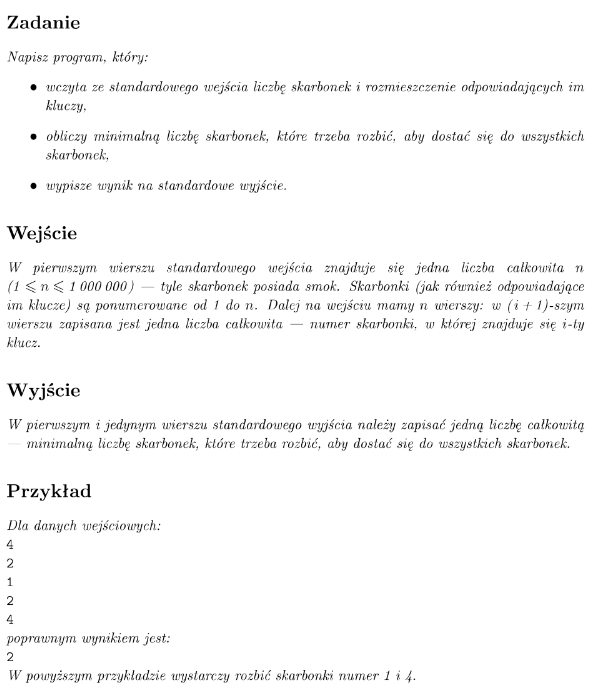 Zadanie
Napisz program, który:
• wczyta ze standardowego wejścia liczbę skarbonek i rozmieszczenie odpowiadających im
kluczy,
• obliczy minimalną liczbę skarbonek, które trzeba rozbić, aby dostać się do wszystkich
skarbonek,
• wypisze wynik na standardowe wyjście.
Wejście
W pierwszym wierszu standardowego wejścia znajduje się jedna liczba całkowita n
(1 ⩽ n ⩽ 1 000 000) — tyle skarbonek posiada smok. Skarbonki (jak również odpowiadające
im klucze) są ponumerowane od 1 do n. Dalej na wejściu mamy n wierszy: w (i + 1)-szym
wierszu zapisana jest jedna liczba całkowita — numer skarbonki, w której znajduje się i-ty
klucz.
Wyjście
W pierwszym i jedynym wierszu standardowego wyjścia należy zapisać jedną liczbę całkowitą
— minimalną liczbę skarbonek, które trzeba rozbić, aby dostać się do wszystkich skarbonek.
Przykład
Dla danych wejściowych:
4
2
1
2
4
poprawnym wynikiem jest:
2
W powyższym przykładzie wystarczy rozbić skarbonki numer 1 i 4.